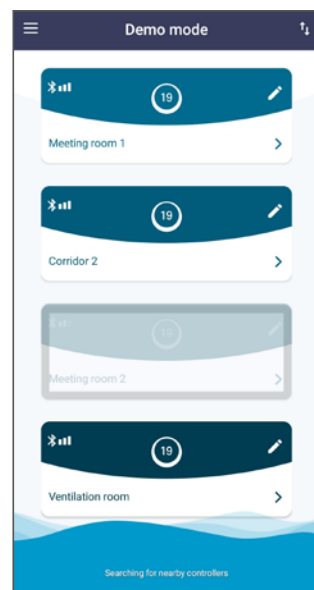 Demo mode
19
Meeting room 1
19
Corridor 2
19
Meeting room 2
19
Ventilation room
Searching for nearby controllers